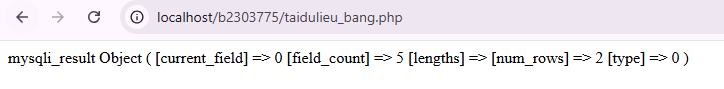 localhost/b2303775/taidulieu_bang.php
mysqli_result Object ( [current_field] => 0 [field_count] => 5 [lengths] => [num_rows] => 2 [type] => 0 )